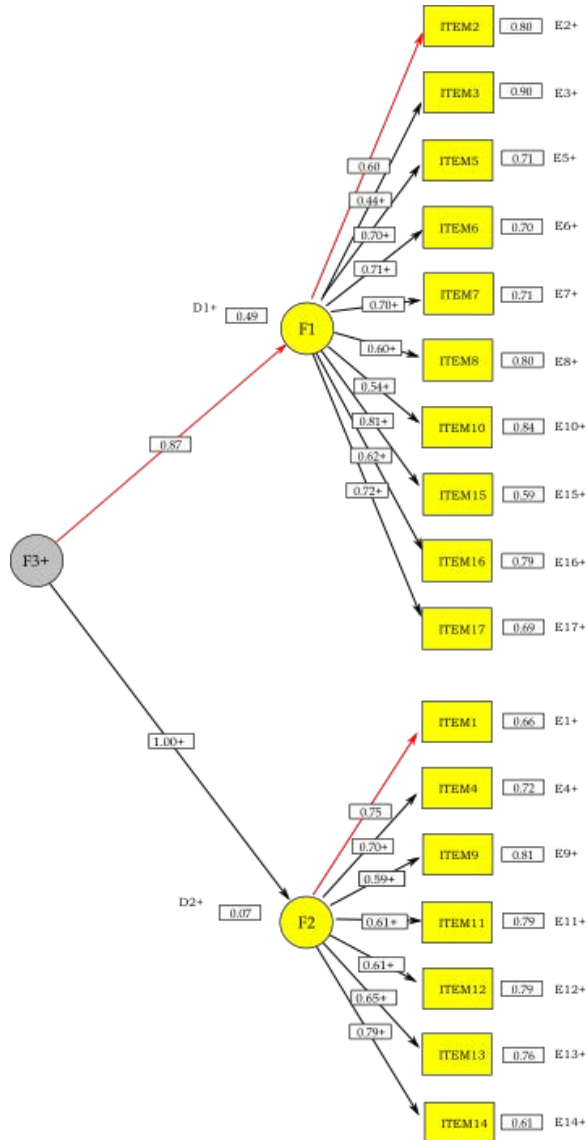 ITEM2 0.80 E2+
ITEM3 0.90 E3+
0.60
ITEM5 0.71 E5+
0.44+
ITEM6 0.70 E6+
0.70+
0.71+
ITEM7 0.71 E7+
0.70+
D1+ 0.49 F1
0.60+
ITEM8 0.80 E8+
0.54+
0.81+
ITEM10 0.84 E10+
0.87
0.62+
0.72+
ITEM15 0.59 E15+
F3+
ITEM16 0.79 E16+
ITEM17 0.69 E17+
ITEM1 0.66 E1+
1.00+
ITEM4 0.72 E4+
0.75
0.70+
ITEM9 0.81 E9+
0.59+
D2+ 0.07 F2
0.61+
ITEM11 0.79 E11+
0.61+
ITEM12 0.79 E12+
0.65+
0.79+
ITEM13 0.76 E13+
ITEM14 0.61 E14+